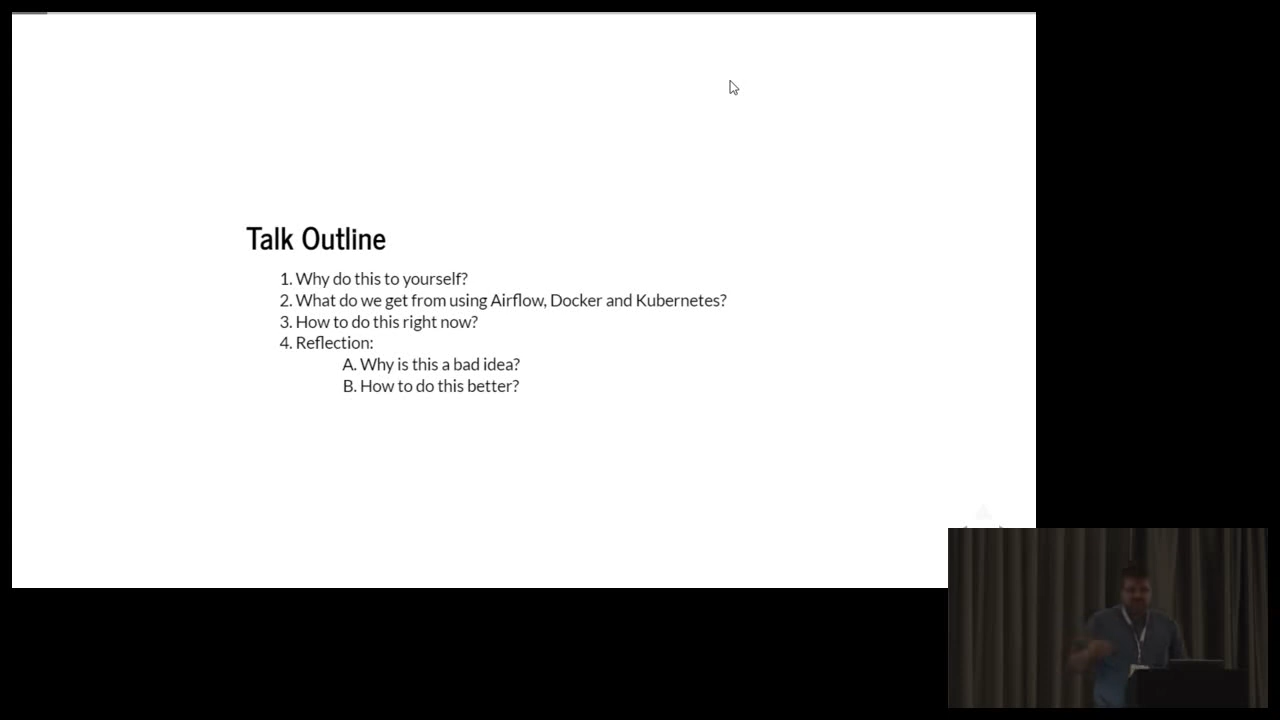 Talk Outline
1. Why do this to yourself?
2. What do we get from using Airflow, Docker and Kubernetes?
3. How to do this right now?
4. Reflection:
A. Why is this a bad idea?
B. How to do this better?